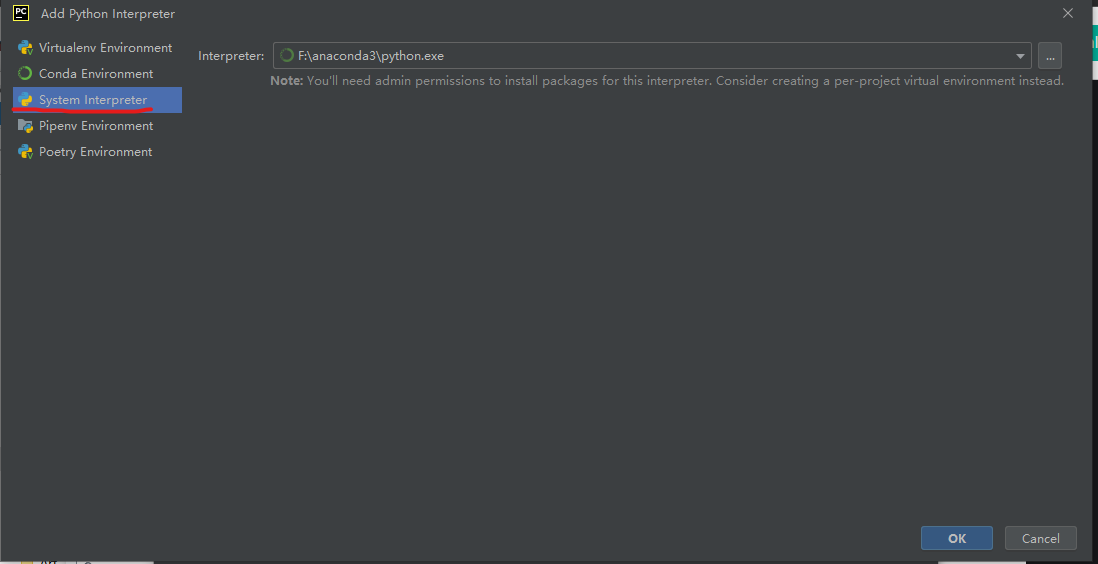 PC
Add Python Interpreter
Virtualenv Environment
Conda Environment
System Interpreter
Pipenv Environment
Poetry Environment
Interpreter: F:\anaconda3\python.exe
...
Note: You'll need admin permissions to install packages for this interpreter. Consider creating a per-project virtual environment instead.
OK
Cancel